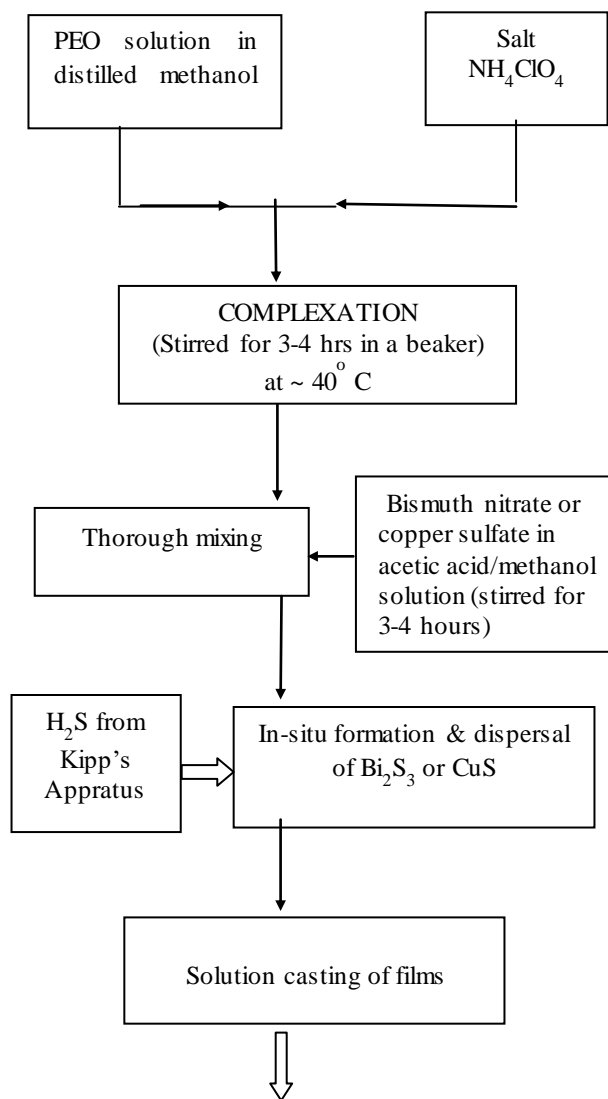 PEO solution in
distilled methanol
Salt
NH₄ClO₄
COMPLEXATION
(Stirred for 3-4 hrs in a beaker)
at ~ 40° C
Thorough mixing
Bismuth nitrate or
copper sulfate in
acetic acid/methanol
solution (stirred for
3-4 hours)
H₂S from
Kipp's
Appratus
In-situ formation & dispersal
of Bi₂S₃ or CuS
Solution casting of films